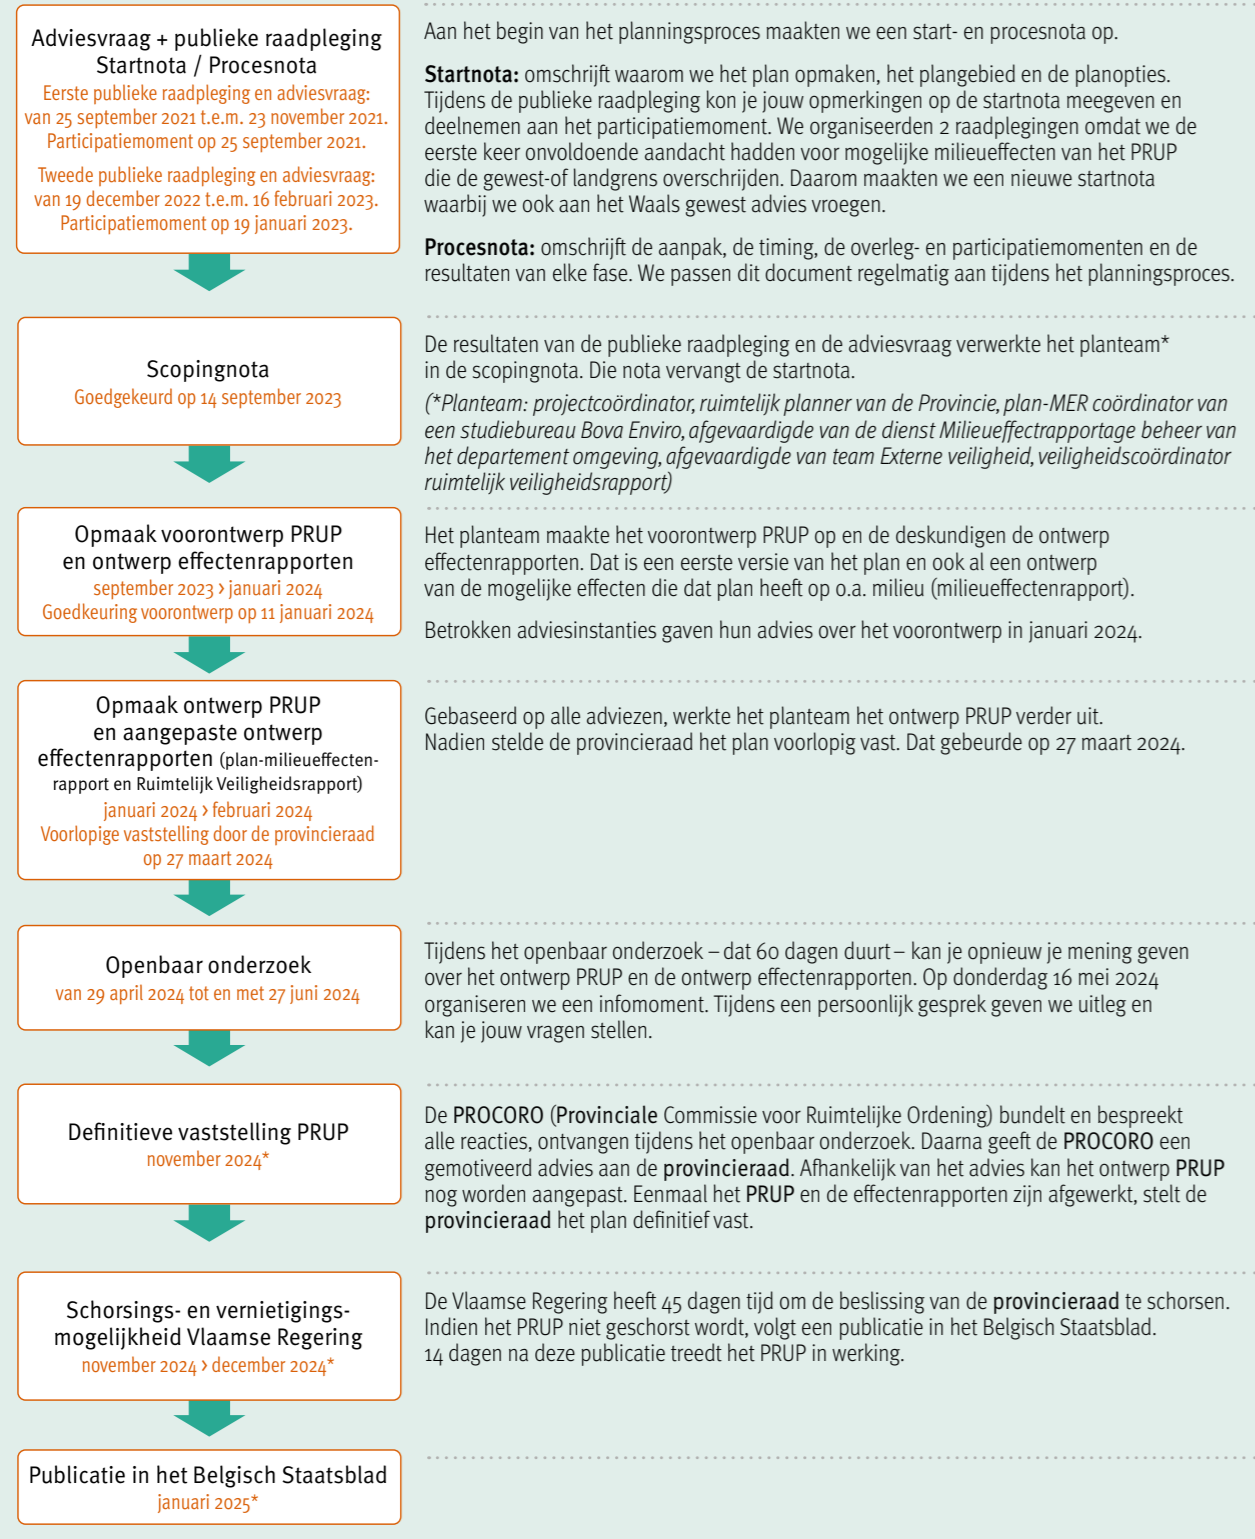 Adviesvraag + publieke raadpleging
Startnota / Procesnota
Eerste publieke raadpleging en adviesvraag:
van 25 september 2021 t.e.m. 23 november 2021.
Participatiemoment op 25 september 2021.
Tweede publieke raadpleging en adviesvraag:
van 19 december 2022 t.e.m. 16 februari 2023.
Participatiemoment op 19 januari 2023.
Aan het begin van het planningsproces maakten we een start- en procesnota op.
Startnota: omschrijft waarom we het plan opmaken, het plangebied en de planopties.
Tijdens de publieke raadpleging kon je jouw opmerkingen op de startnota meegeven en
deelnemen aan het participatiemoment. We organiseerden 2 raadplegingen omdat we de
eerste keer onvoldoende aandacht hadden voor mogelijke milieueffecten van het PRUP
die de gewest-of landgrens overschrijden. Daarom maakten we een nieuwe startnota
waarbij we ook aan het Waals gewest advies vroegen.
Procesnota: omschrijft de aanpak, de timing, de overleg- en participatiemomenten en de
resultaten van elke fase. We passen dit document regelmatig aan tijdens het planningsproces.
Scopingnota
Goedgekeurd op 14 september 2023
De resultaten van de publieke raadpleging en de adviesvraag verwerkte het planteam*
in de scopingnota. Die nota vervangt de startnota.
(*Planteam: projectcoördinator, ruimtelijk planner van de Provincie, plan-MER coördinator van
een studiebureau Bova Enviro, afgevaardigde van de dienst Milieueffectrapportage beheer van
het departement omgeving, afgevaardigde van team Externe veiligheid, veiligheidscoördinator
ruimtelijk veiligheidsrapport)
Opmaak voorontwerp PRUP
en ontwerp effectenrapporten
september 2023 > januari 2024
Goedkeuring voorontwerp op 11 januari 2024
Het planteam maakte het voorontwerp PRUP op en de deskundigen de ontwerp
effectenrapporten. Dat is een eerste versie van het plan en ook al een ontwerp
van de mogelijke effecten die dat plan heeft op o.a. milieu (milieueffectenrapport).
Betrokken adviesinstanties gaven hun advies over het voorontwerp in januari 2024.
Opmaak ontwerp PRUP
en aangepaste ontwerp
effectenrapporten (plan-milieueffecten-
rapport en Ruimtelijk Veiligheidsrapport)
januari 2024 > februari 2024
Voorlopige vaststelling door de provincieraad
op 27 maart 2024
Gebaseerd op alle adviezen, werkte het planteam het ontwerp PRUP verder uit.
Nadien stelde de provincieraad het plan voorlopig vast. Dat gebeurde op 27 maart 2024.
Openbaar onderzoek
van 29 april 2024 tot en met 27 juni 2024
Tijdens het openbaar onderzoek – dat 60 dagen duurt – kan je opnieuw je mening geven
over het ontwerp PRUP en de ontwerp effectenrapporten. Op donderdag 16 mei 2024
organiseren we een infomoment. Tijdens een persoonlijk gesprek geven we uitleg en
kan je jouw vragen stellen.
Definitieve vaststelling PRUP
november 2024*
De PROCORO (Provinciale Commissie voor Ruimtelijke Ordening) bundelt en bespreekt
alle reacties, ontvangen tijdens het openbaar onderzoek. Daarna geeft de PROCORO een
gemotiveerd advies aan de provincieraad. Afhankelijk van het advies kan het ontwerp PRUP
nog worden aangepast. Eenmaal het PRUP en de effectenrapporten zijn afgewerkt, stelt de
provincieraad het plan definitief vast.
Schorsings- en vernietigings-
mogelijkheid Vlaamse Regering
november 2024 > december 2024*
De Vlaamse Regering heeft 45 dagen tijd om de beslissing van de provincieraad te schorsen.
Indien het PRUP niet geschorst wordt, volgt een publicatie in het Belgisch Staatsblad.
14 dagen na deze publicatie treedt het PRUP in werking.
Publicatie in het Belgisch Staatsblad
januari 2025*